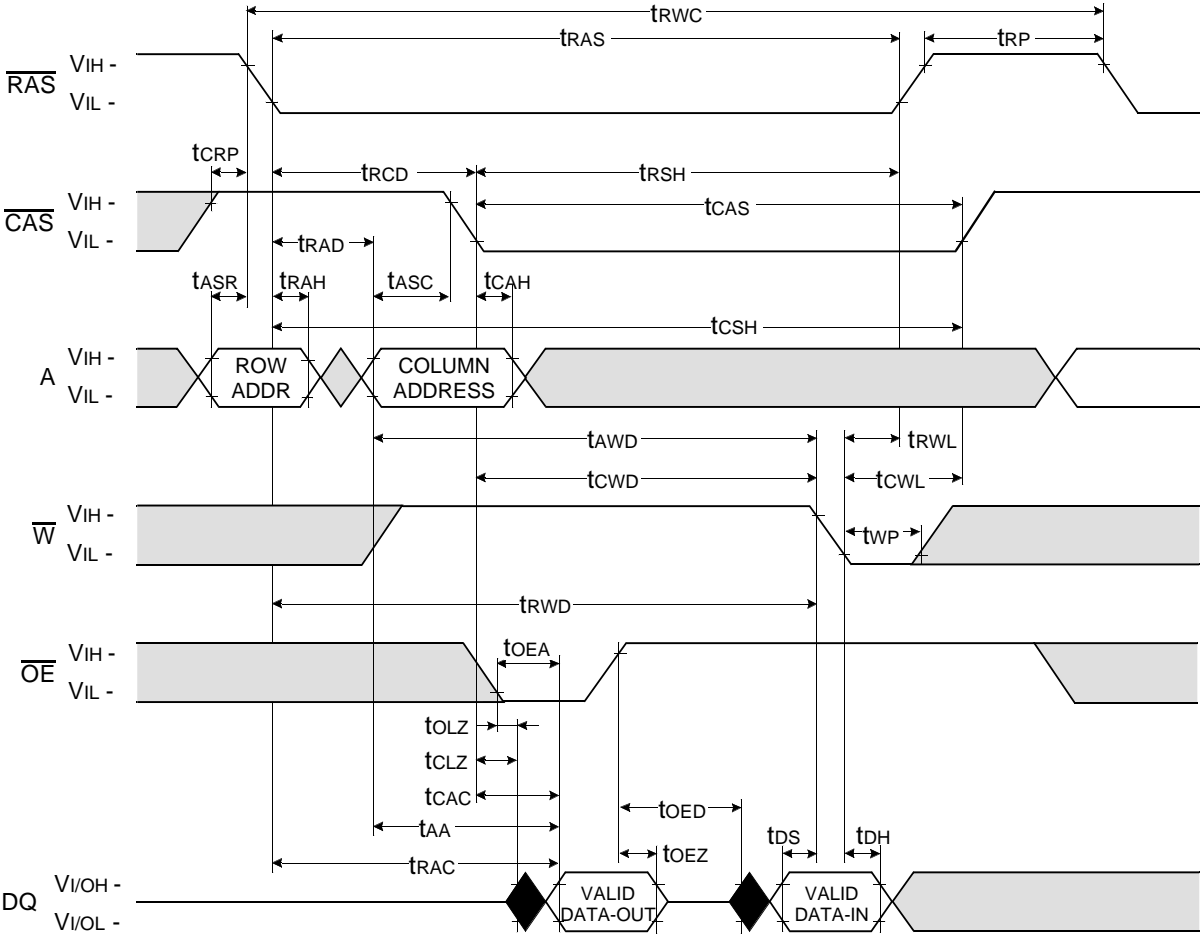 tRWC
tRAS
tRP
RAS
VIH -
VIL -
tCRP
tRCD
tRSH
CAS
VIH -
VIL -
tCAS
tRAD
tASR
tRAH
tASC
tCAH
tCSH
A
VIH -
VIL -
ROW
ADDR
COLUMN
ADDRESS
tAWD
tRWL
tCWD
tCWL
W
VIH -
VIL -
tWP
tRWD
OE
VIH -
VIL -
tOEA
tOLZ
tCLZ
tCAC
tOED
tAA
tDS
tDH
tRAC
tOEZ
DQ
VI/OH -
VI/OL -
VALID
DATA-OUT
VALID
DATA-IN